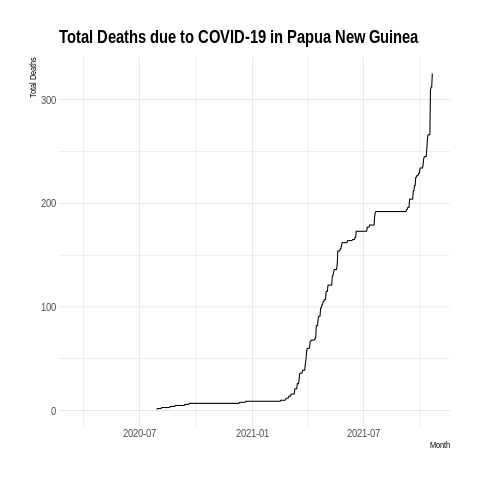 Total Deaths due to COVID-19 in Papua New Guinea
Total Deaths
300
200
100
0
2020-07 2021-01 2021-07
Month